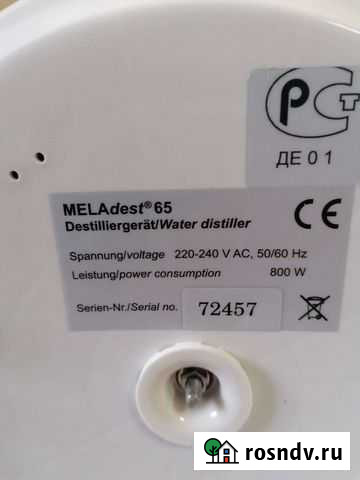 РСТ
ДЕ 0 1
MELAdest® 65
Destilliergerät/Water distiller
CE
Spannung/voltage 220-240 V AC, 50/60 Hz
Leistung/power consumption 800 W
Serien-Nr./Serial no. 72457
rosndv.ru